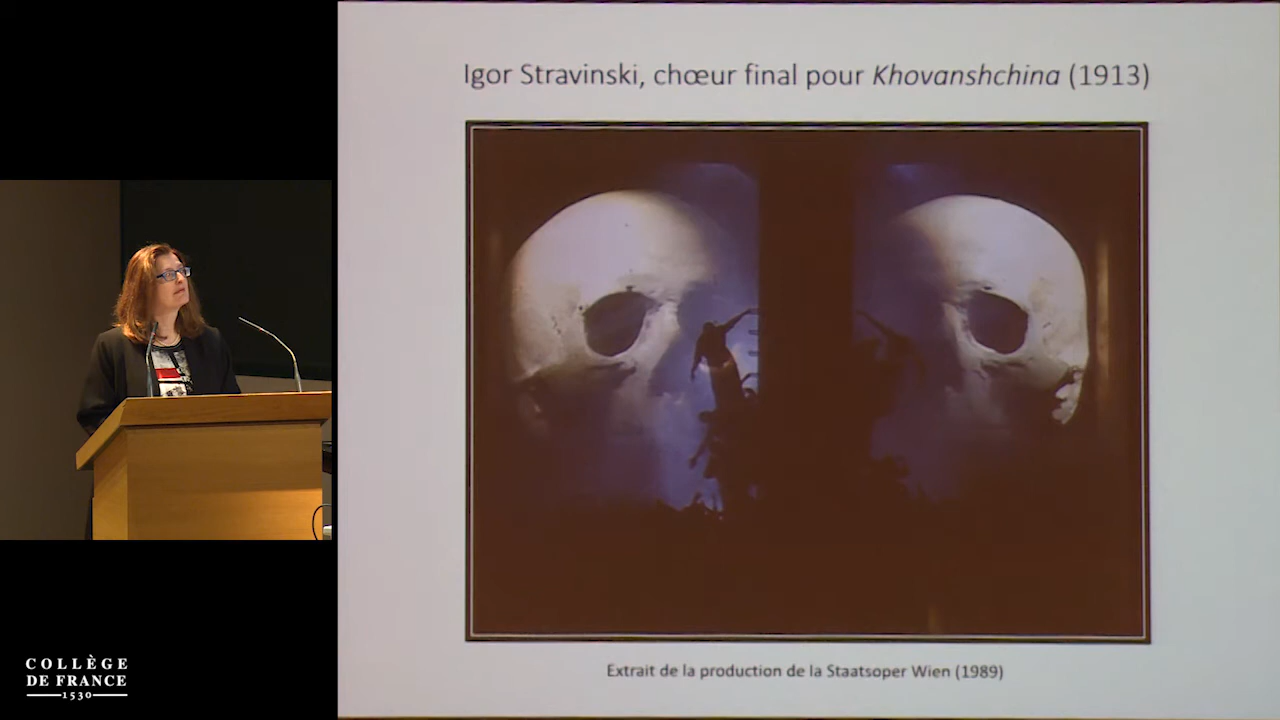 Igor Stravinski, chœur final pour Khovanshchina (1913)
Extrait de la production de la Staatsoper Wien (1989)
COLLÈGE
DE FRANCE
1530